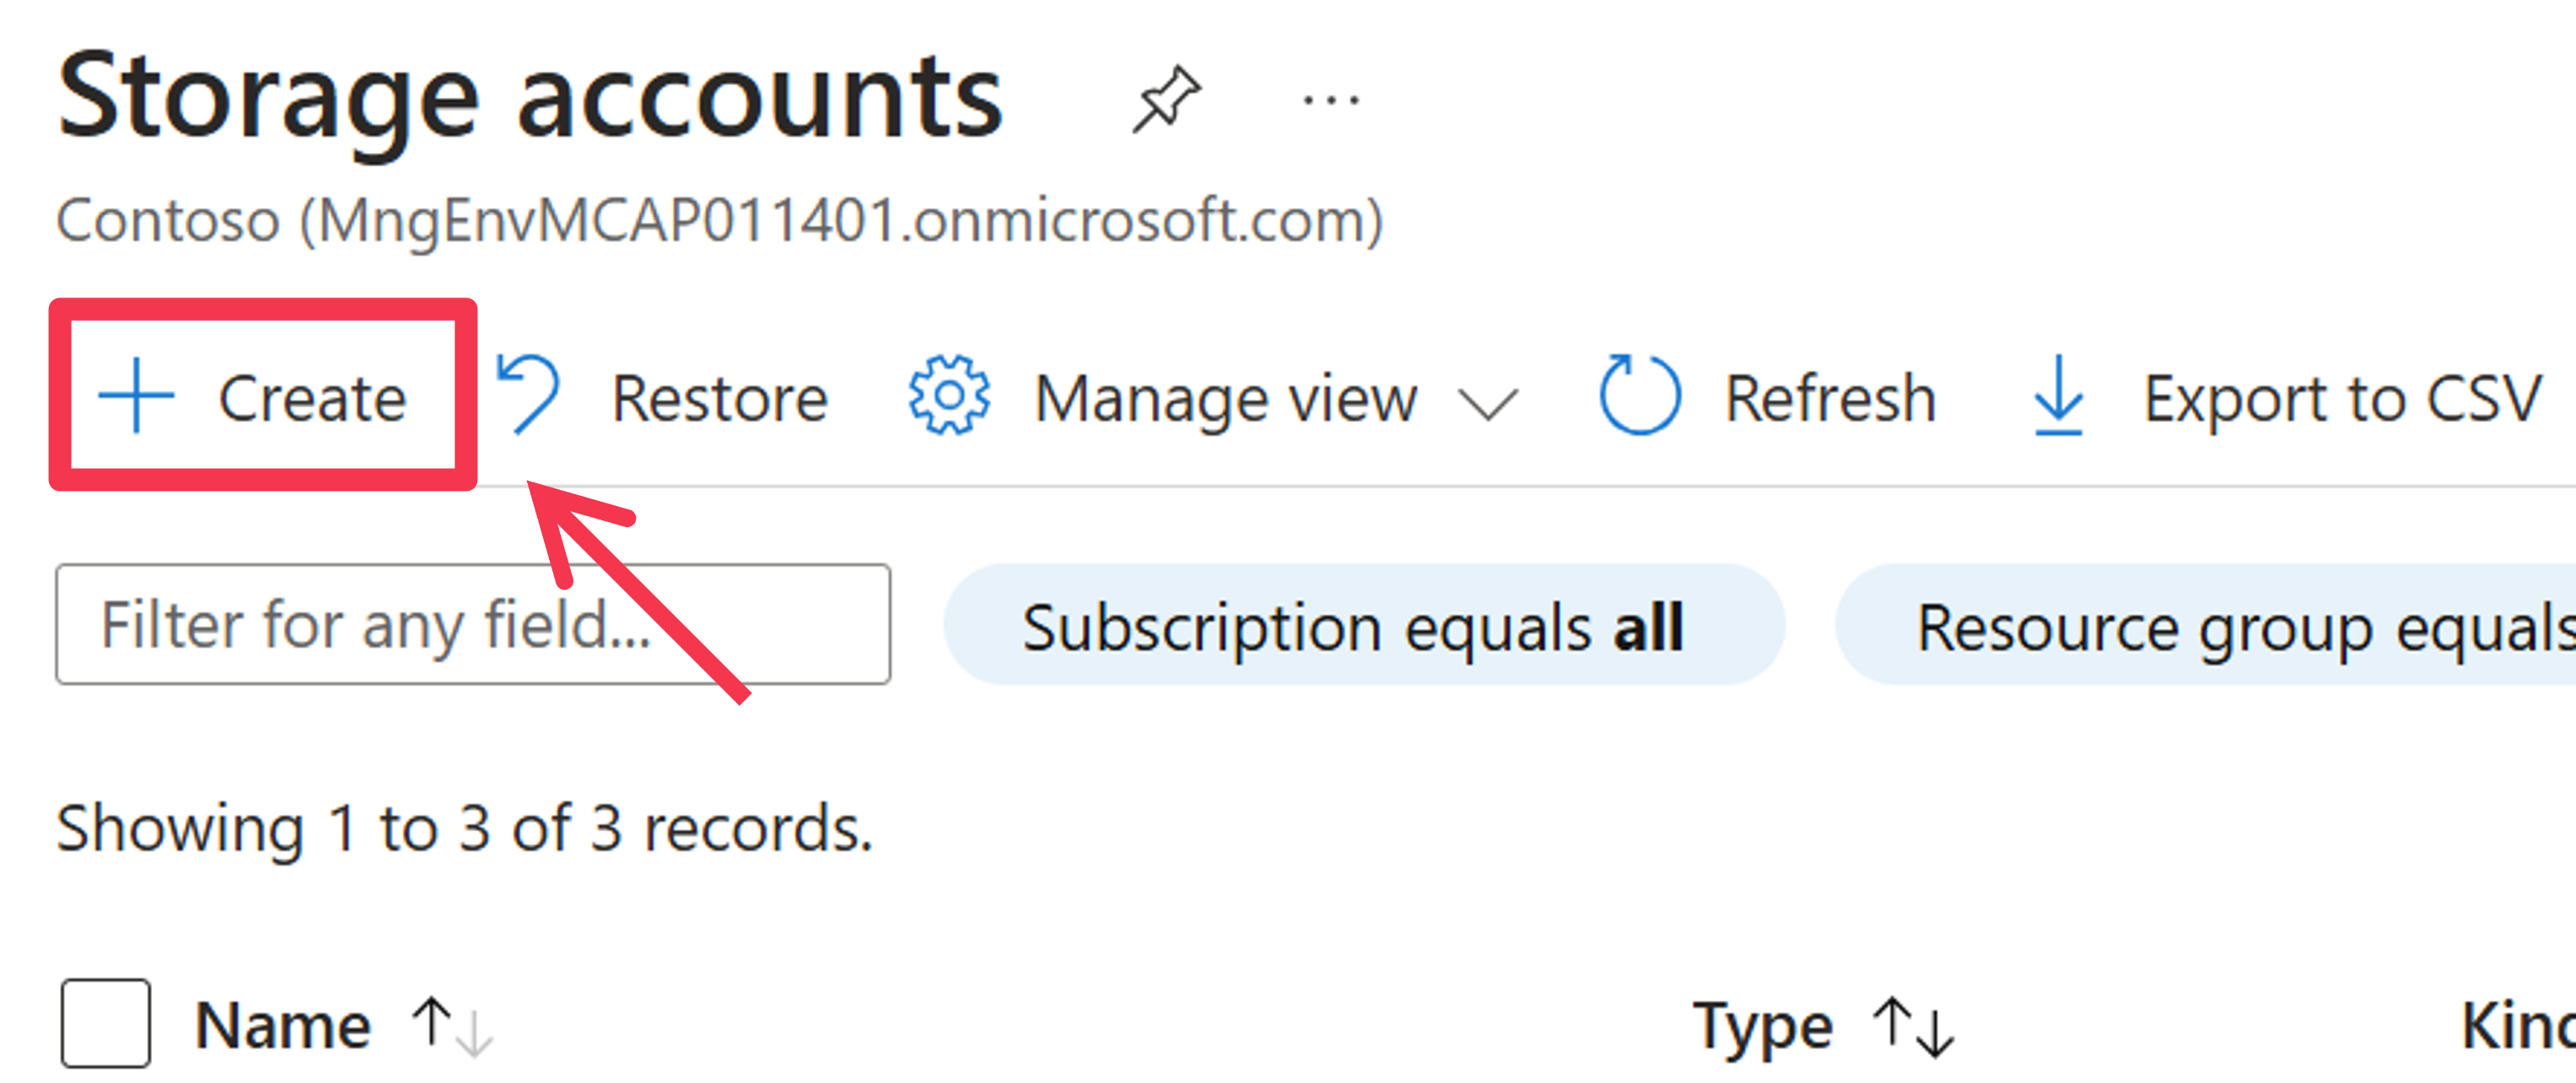 Storage accounts ...
Contoso (MngEnvMCAP011401.onmicrosoft.com)
Create Restore Manage view Refresh Export to CSV
Filter for any field... Subscription equals all Resource group equals
Showing 1 to 3 of 3 records.
Name Type